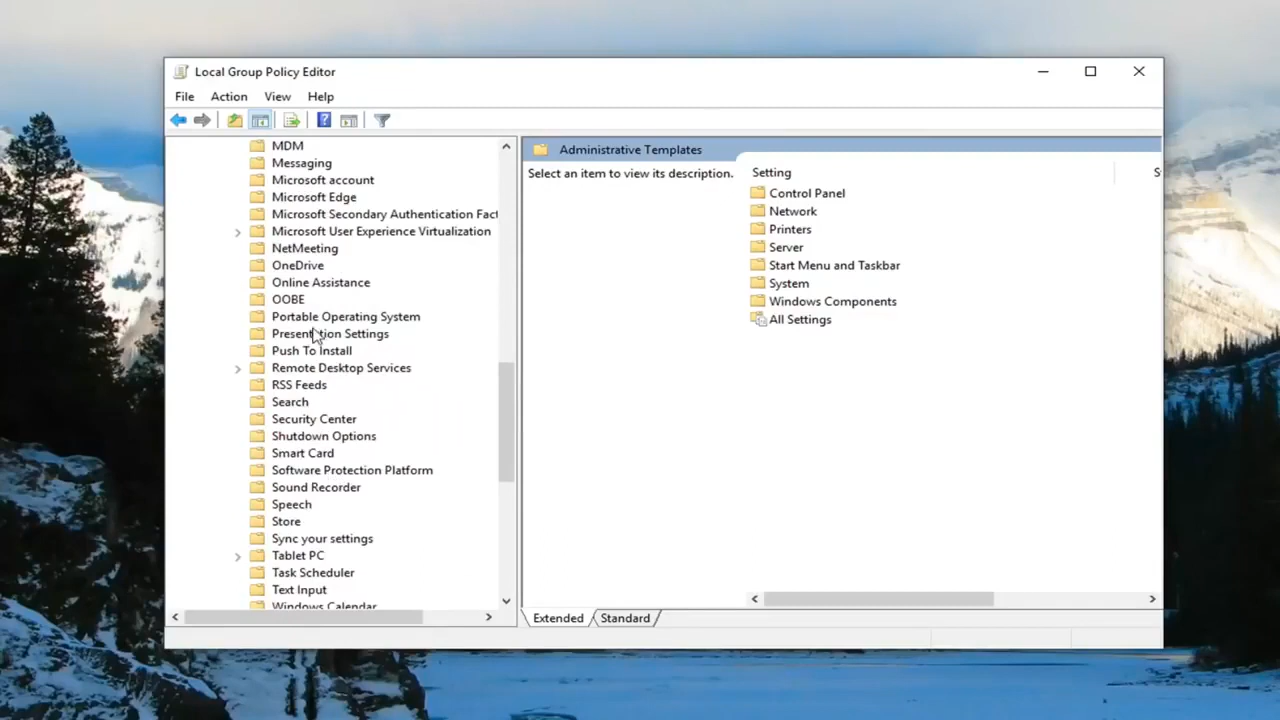 Local Group Policy Editor
File Action View Help
MDM
Messaging
Microsoft account
Microsoft Edge
Microsoft Secondary Authentication Fact
Microsoft User Experience Virtualization
NetMeeting
OneDrive
Online Assistance
OOBE
Portable Operating System
Presentation Settings
Push To Install
Remote Desktop Services
RSS Feeds
Search
Security Center
Shutdown Options
Smart Card
Software Protection Platform
Sound Recorder
Speech
Store
Sync your settings
Tablet PC
Task Scheduler
Text Input
Windows Calendar
Administrative Templates
Select an item to view its description.
Setting S
Control Panel
Network
Printers
Server
Start Menu and Taskbar
System
Windows Components
All Settings
Extended Standard